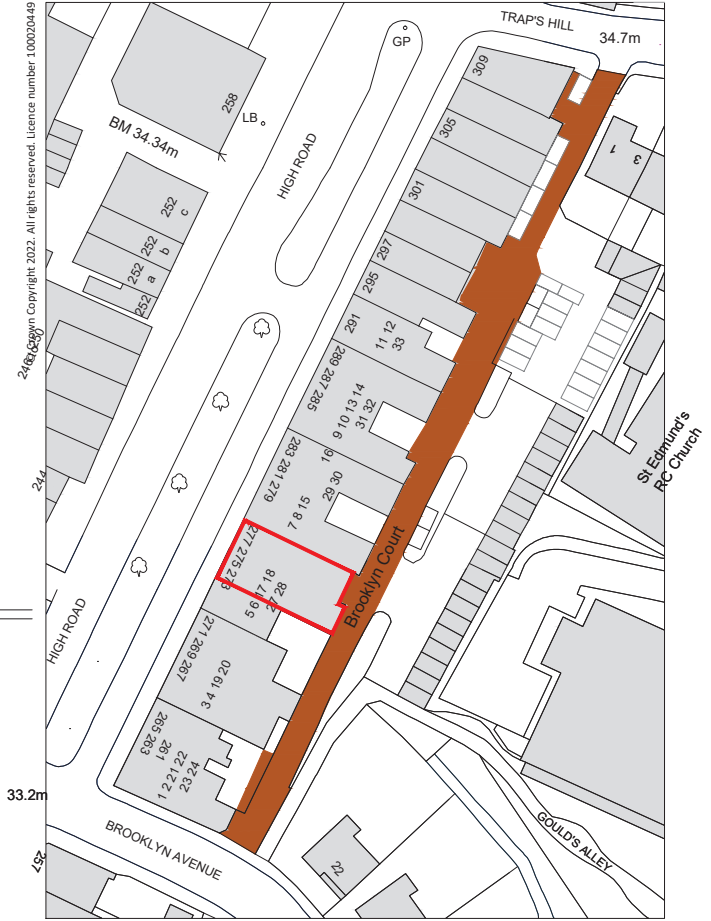 © Crown Copyright 2022. All rights reserved. Licence number 100020449
TRAP'S HILL
34.7m
GP
309
258
LB
BM 34.34m
305
3
1
HIGH ROAD
252
c
301
252
b
297
252
a
295
252
291
11 12
33
289 287 285
9 10 13 14
31 32
St Edmund's
RC Church
283 281 279
16
29 30
244
7 8 15
Brooklyn Court
277 275 273
5 6 17 18
27 28
HIGH ROAD
271 269 267
3 4 19 20
265 263
261
1 2 21 22
23 24
33.2m
GOULD'S ALLEY
BROOKLYN AVENUE
257
22